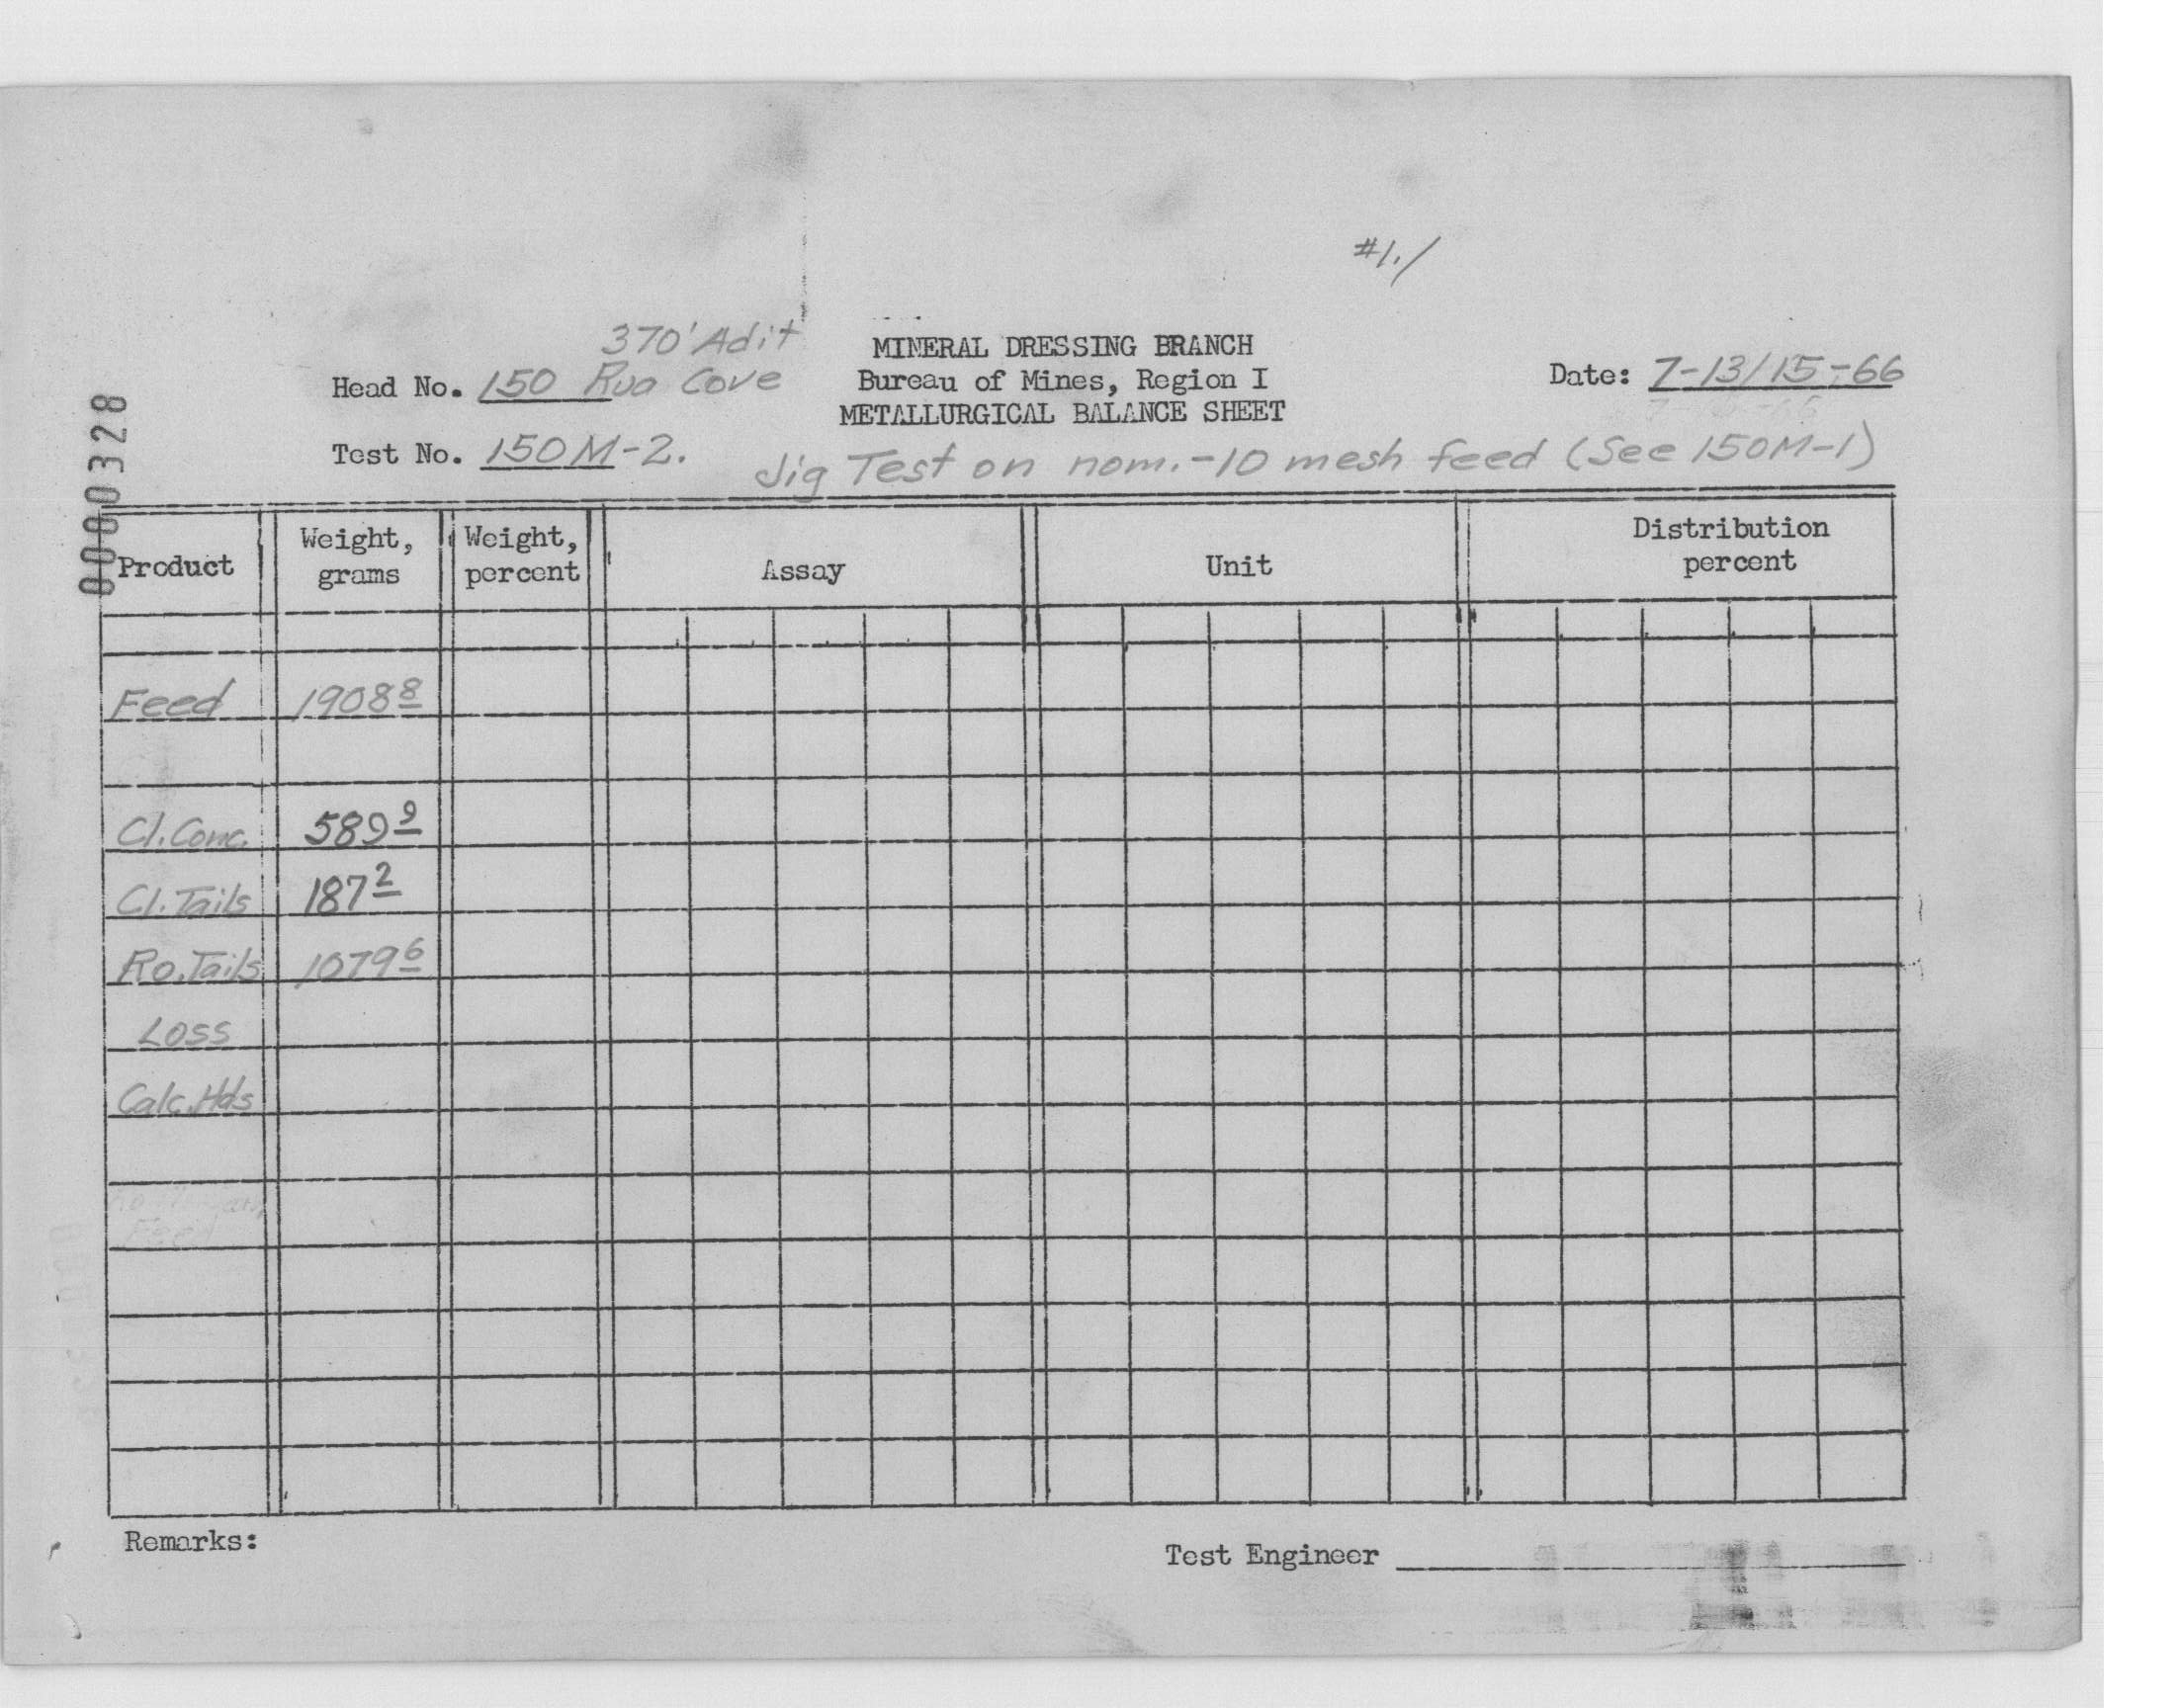 #1./
370' Adit
Head No. 150 Rua Cove
MINERAL DRESSING BRANCH
Bureau of Mines, Region I
METALLURGICAL BALANCE SHEET
Date: 7-13/15-66
Test No. 150M-2.
Jig Test on nom.-10 mesh feed (See 150M-1)
0000328
Product Weight, grams Weight, percent Assay Unit Distribution percent
Feed 1908 8
Cl. Conc. 589 9
Cl. Tails 187 2
Ro. Tails 1079 6
Loss
Calc. Hds
Feed
Remarks:
Test Engineer